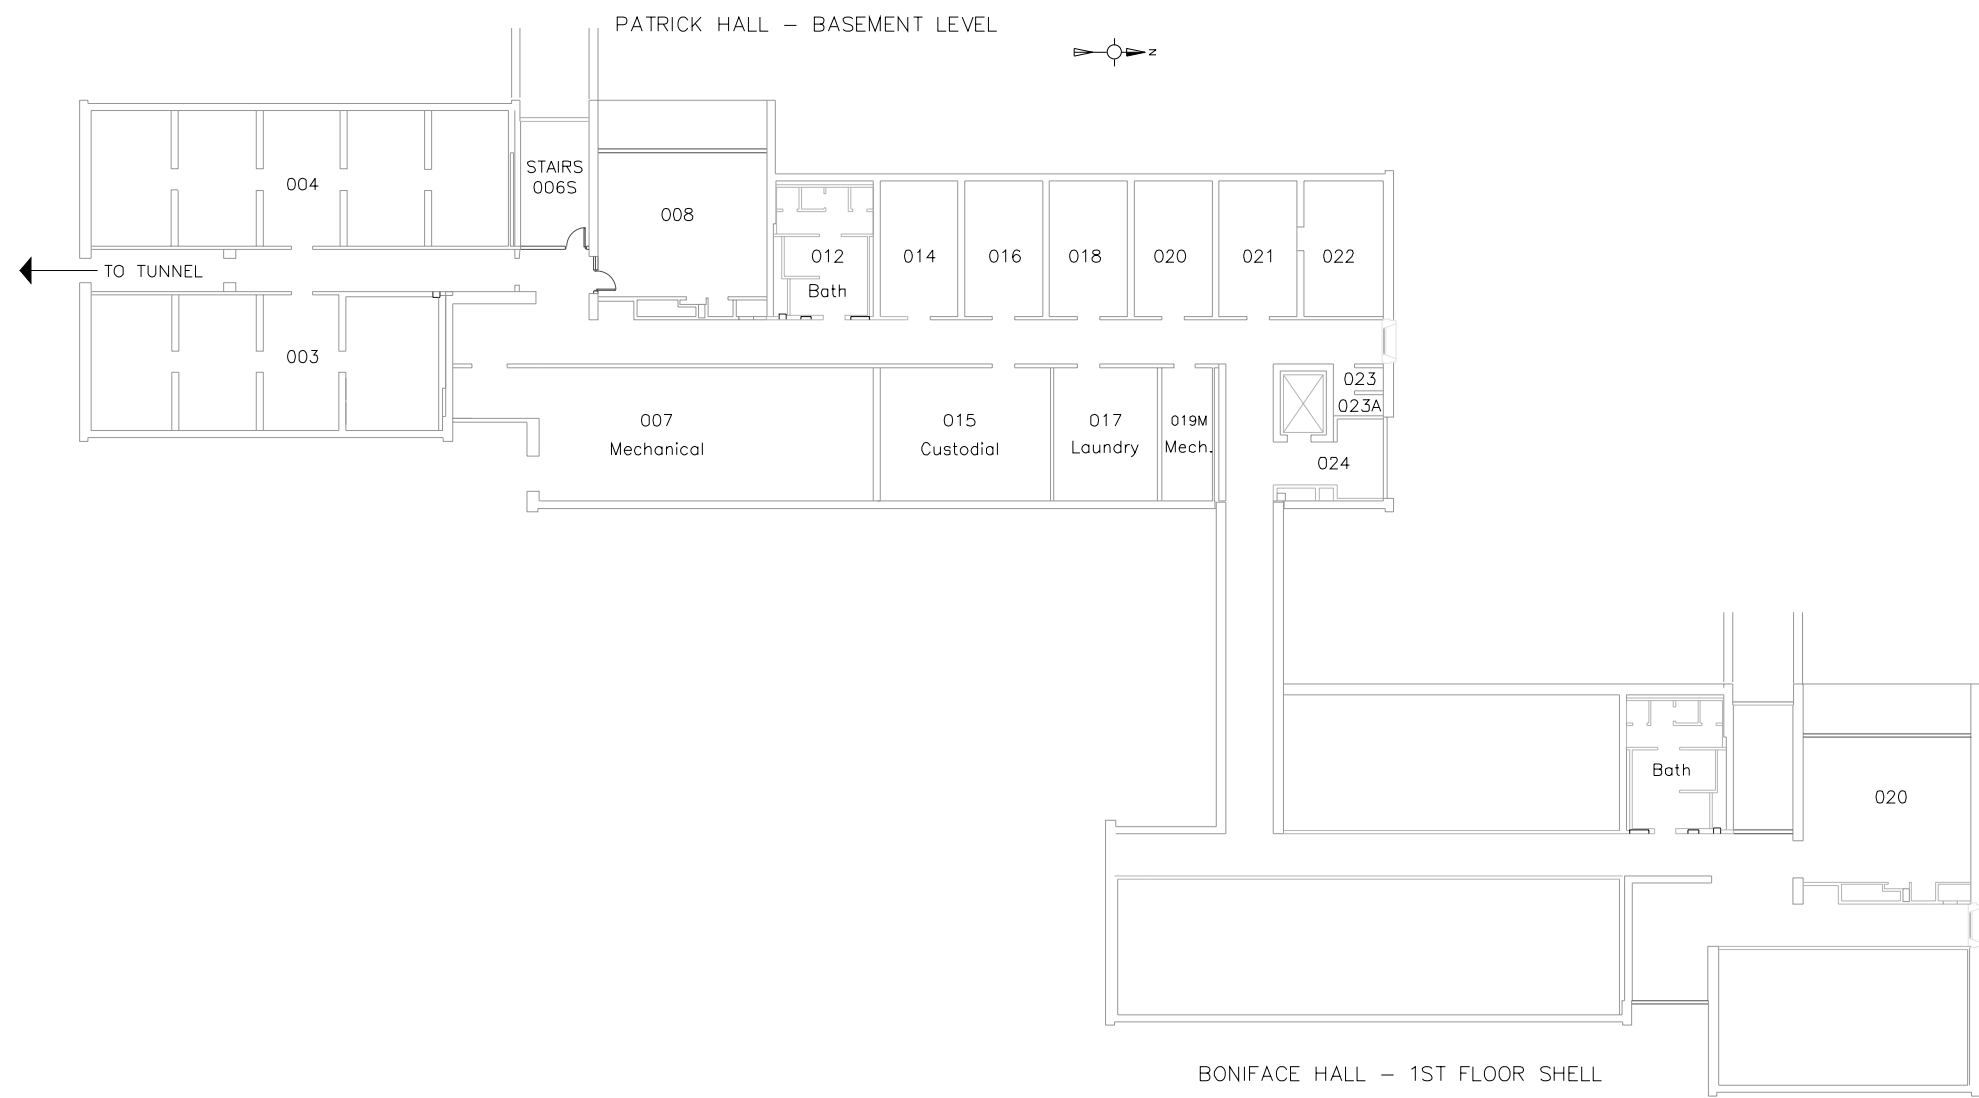 PATRICK HALL - BASEMENT LEVEL
N
STAIRS
006S
004
008
012
Bath
014
016
018
020
021
022
TO TUNNEL
003
007
Mechanical
015
Custodial
017
Laundry
019M
Mech.
023
023A
024
Bath
020
BONIFACE HALL - 1ST FLOOR SHELL